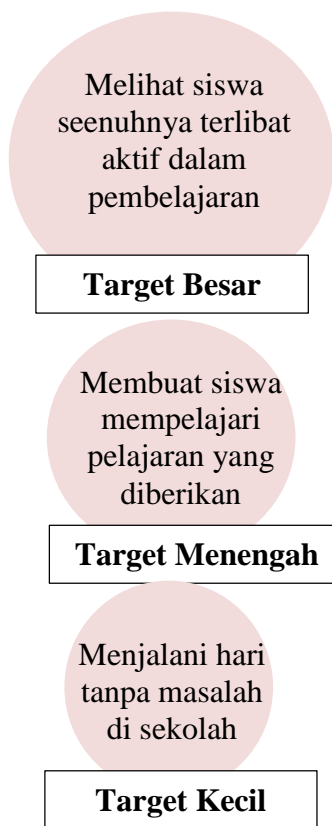 Melihat siswa
seenuhnya terlibat
aktif dalam
pembelajaran
Target Besar
Membuat siswa
mempelajari
pelajaran yang
diberikan
Target Menengah
Menjalani hari
tanpa masalah
di sekolah
Target Kecil